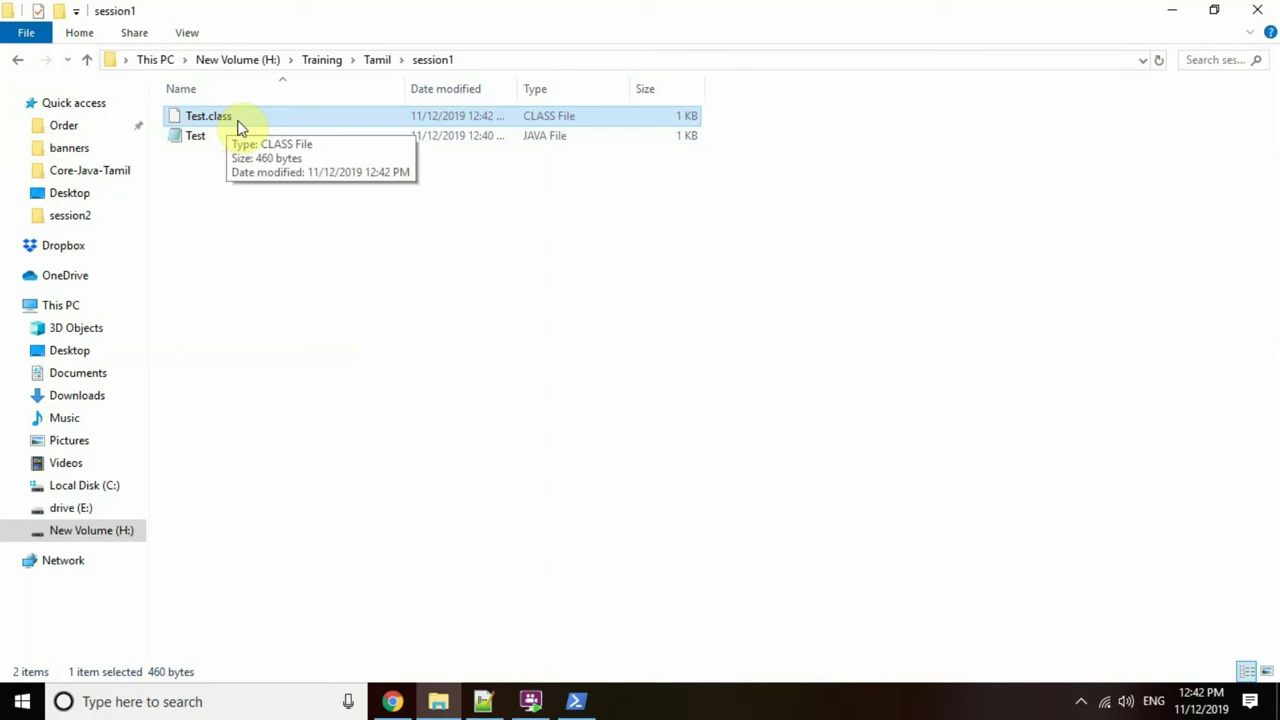 session1
File Home Share View
This PC New Volume (H:) Training Tamil session1 Search ses...
Name Date modified Type Size
Test.class 11/12/2019 12:42 ... CLASS File 1 KB
Test 11/12/2019 12:40 ... JAVA File 1 KB
Type: CLASS File
Size: 460 bytes
Date modified: 11/12/2019 12:42 PM
Quick access
Order
banners
Core-Java-Tamil
Desktop
session2
Dropbox
OneDrive
This PC
3D Objects
Desktop
Documents
Downloads
Music
Pictures
Videos
Local Disk (C:)
drive (E:)
New Volume (H:)
Network
2 items 1 item selected 460 bytes
Type here to search ENG 12:42 PM
11/12/2019